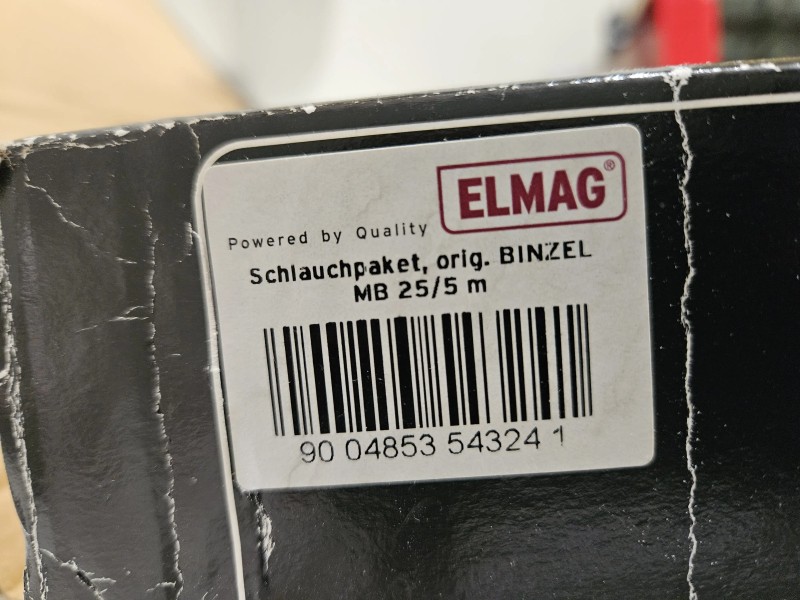 ELMAG®
Powered by Quality
Schlauchpaket, orig. BINZEL
MB 25/5 m
90 04853 54324 1